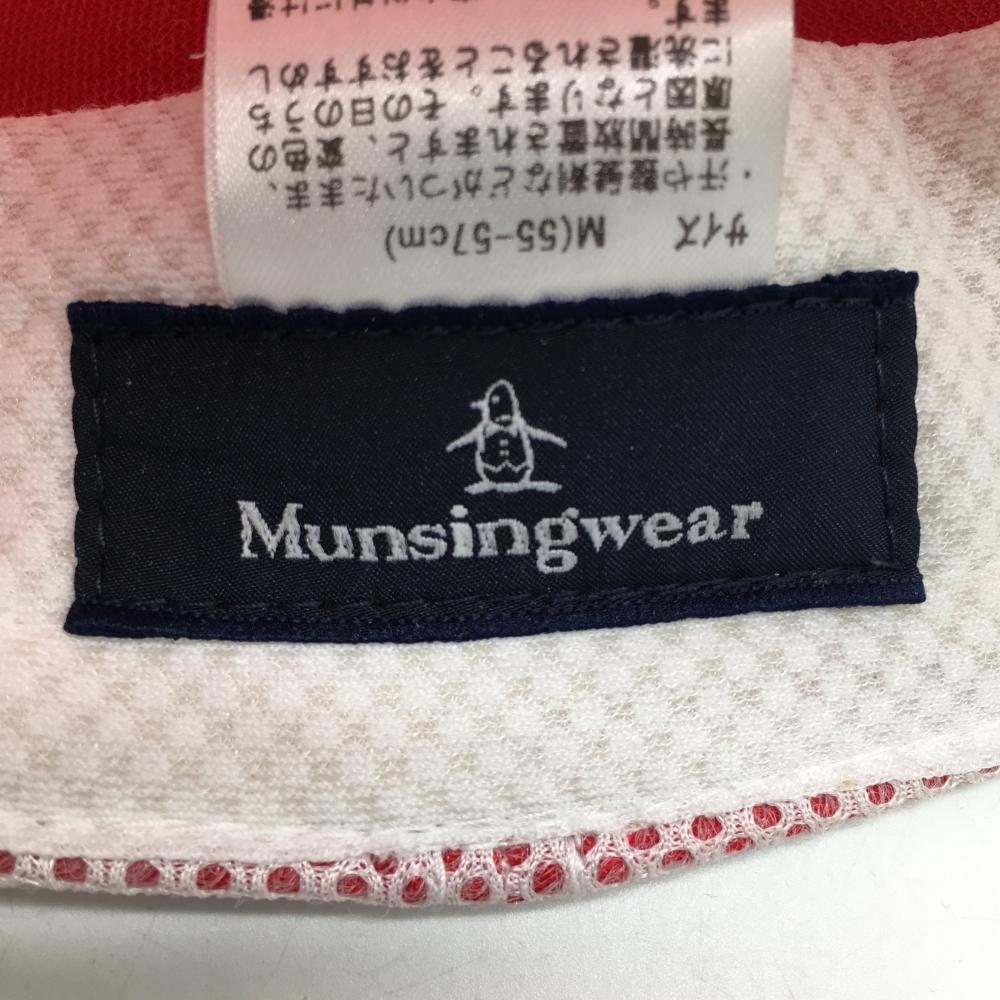 サイズ M(55-57cm)
・汗や整髪剤などがついたまま、
長時間放置されますと、変色の
原因となります。その日のうち
に洗濯されることをおすすめし
ます。
Munsingwear